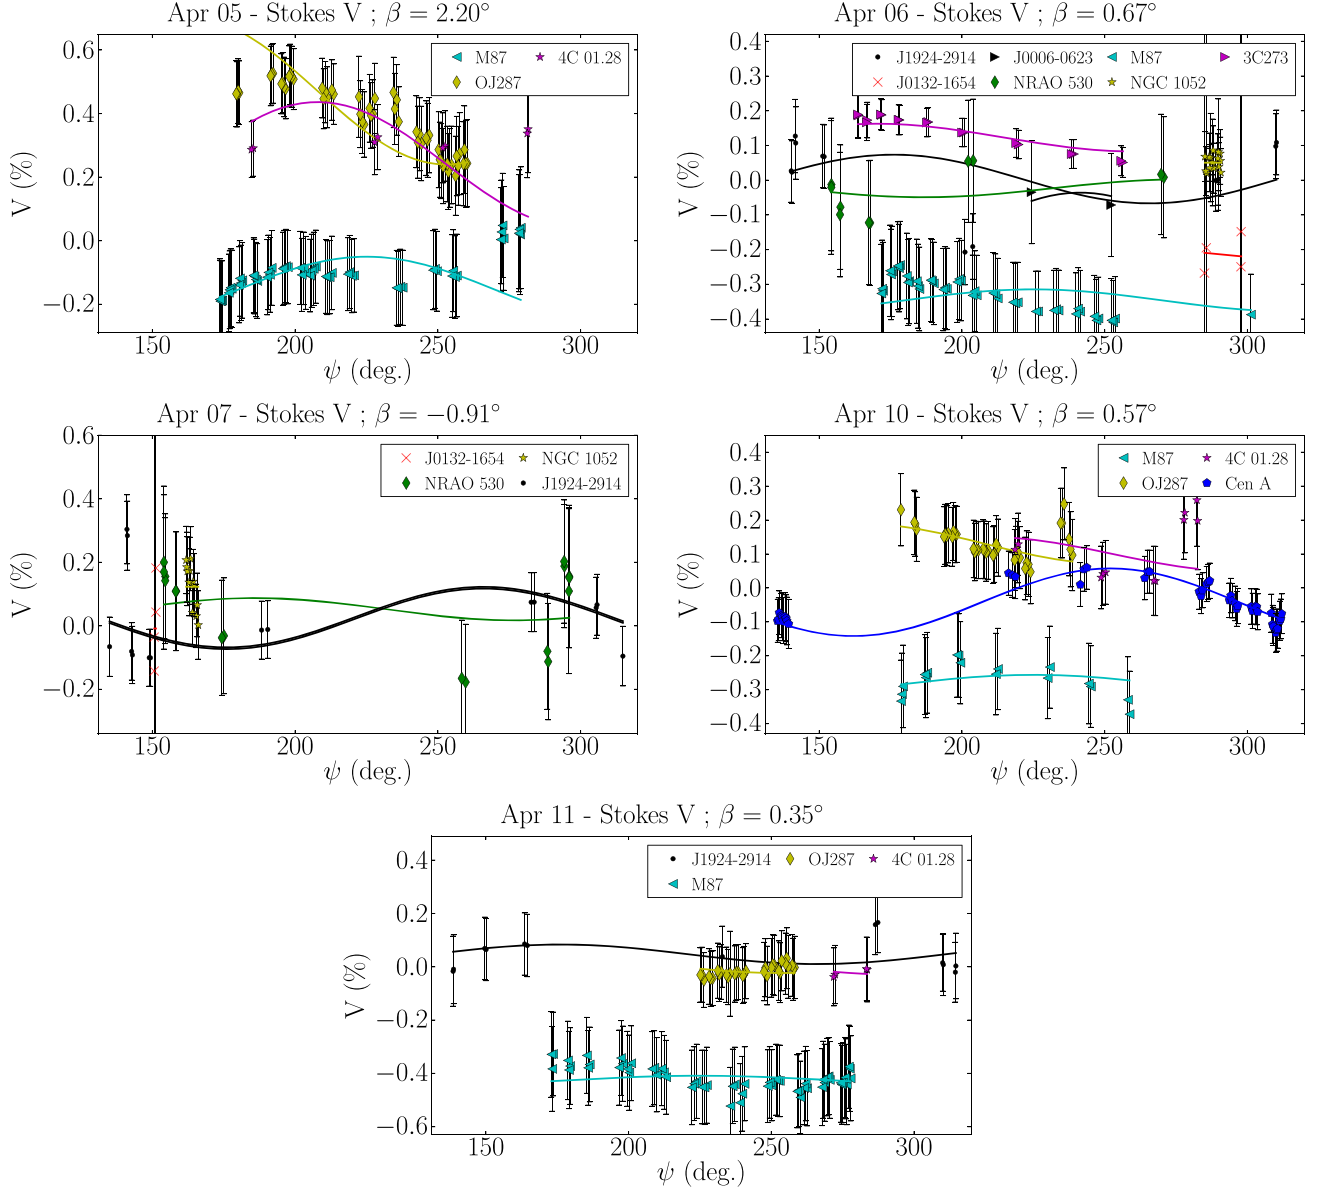 Apr 05 - Stokes V ; β = 2.20°
M87
4C 01.28
OJ287
0.6
0.4
0.2
0.0
−0.2
V (%)
150
200
250
300
ψ (deg.)
Apr 06 - Stokes V ; β = 0.67°
J1924-2914
J0006-0623
M87
3C273
J0132-1654
NRAO 530
NGC 1052
0.4
0.3
0.2
0.1
0.0
−0.1
−0.2
−0.3
−0.4
V (%)
150
200
250
300
ψ (deg.)
Apr 07 - Stokes V ; β = −0.91°
J0132-1654
NGC 1052
NRAO 530
J1924-2914
0.6
0.4
0.2
0.0
−0.2
V (%)
150
200
250
300
ψ (deg.)
Apr 10 - Stokes V ; β = 0.57°
M87
4C 01.28
OJ287
Cen A
0.4
0.3
0.2
0.1
0.0
−0.1
−0.2
−0.3
−0.4
V (%)
150
200
250
300
ψ (deg.)
Apr 11 - Stokes V ; β = 0.35°
J1924-2914
OJ287
4C 01.28
M87
0.4
0.2
0.0
−0.2
−0.4
−0.6
V (%)
150
200
250
300
ψ (deg.)